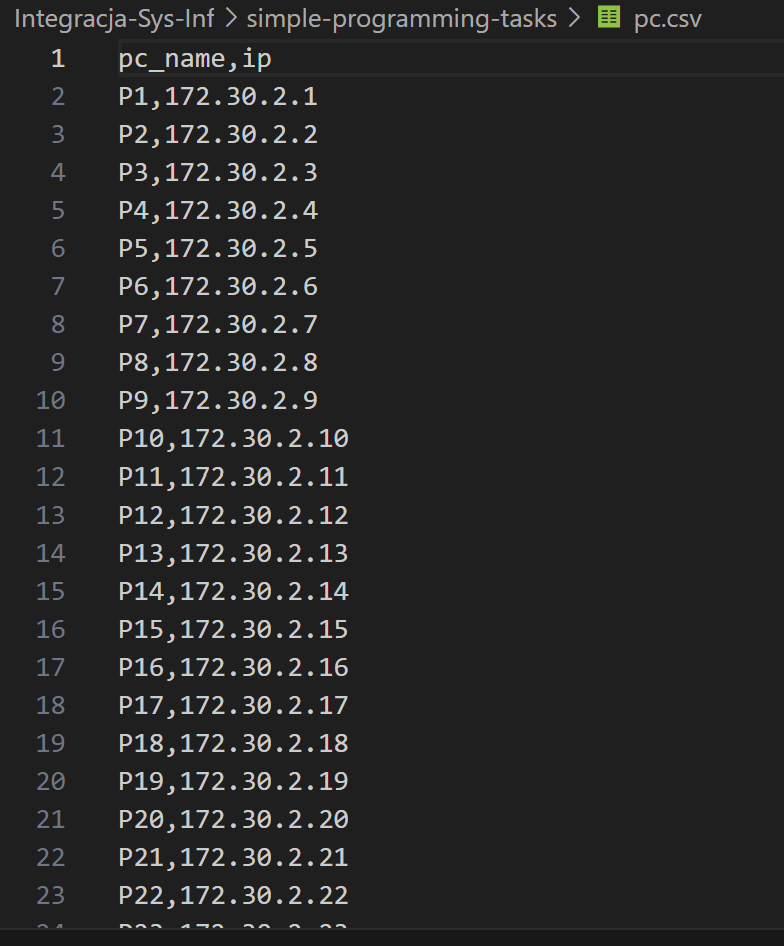 Integracja-Sys-Inf > simple-programming-tasks > pc.csv
1 pc_name,ip
2 P1,172.30.2.1
3 P2,172.30.2.2
4 P3,172.30.2.3
5 P4,172.30.2.4
6 P5,172.30.2.5
7 P6,172.30.2.6
8 P7,172.30.2.7
9 P8,172.30.2.8
10 P9,172.30.2.9
11 P10,172.30.2.10
12 P11,172.30.2.11
13 P12,172.30.2.12
14 P13,172.30.2.13
15 P14,172.30.2.14
16 P15,172.30.2.15
17 P16,172.30.2.16
18 P17,172.30.2.17
19 P18,172.30.2.18
20 P19,172.30.2.19
21 P20,172.30.2.20
22 P21,172.30.2.21
23 P22,172.30.2.22